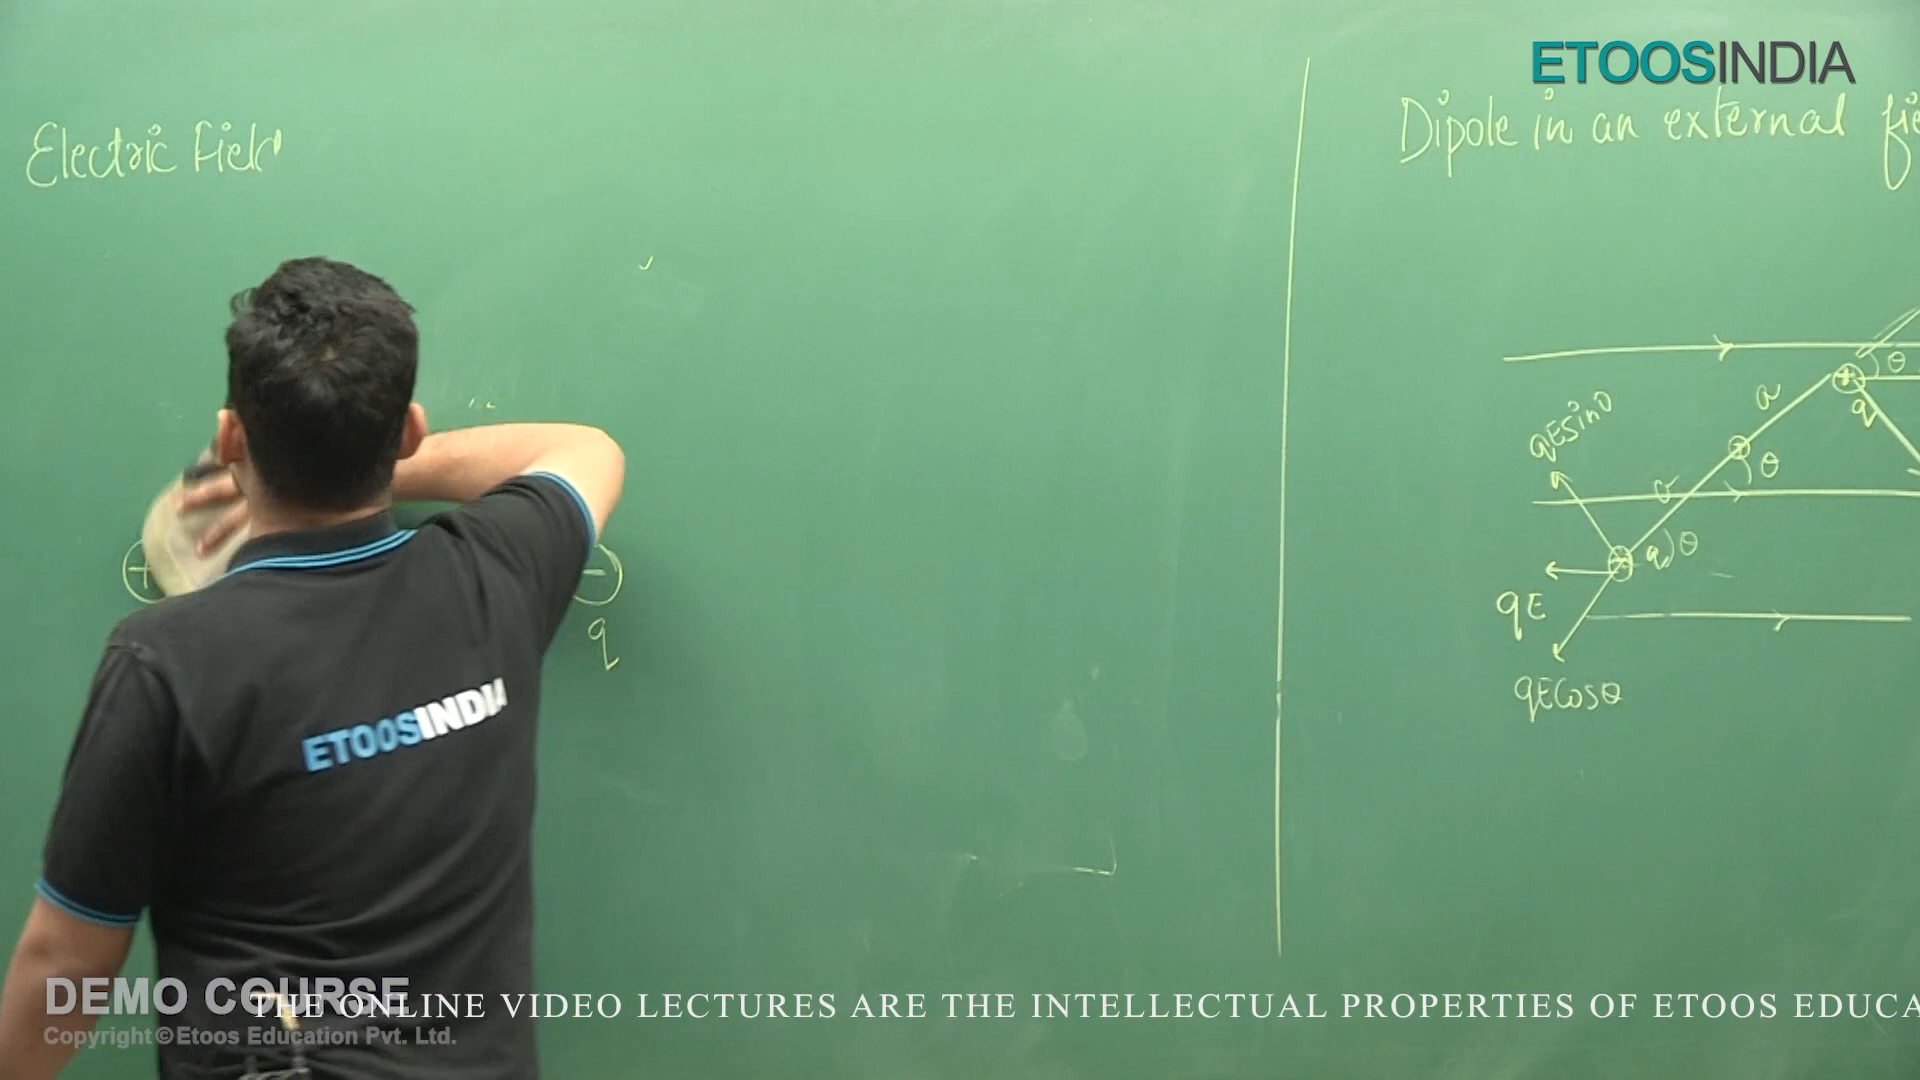 ETOOSINDIA
Electric Field
Dipole in an external fie
+
−
q
ETOOSINDIA
θ
a
q
qEsinθ
θ
a
q
θ
qE
qEcosθ
DEMO COURSE
THE ONLINE VIDEO LECTURES ARE THE INTELLECTUAL PROPERTIES OF ETOOS EDUCA
Copyright©Etoos Education Pvt. Ltd.